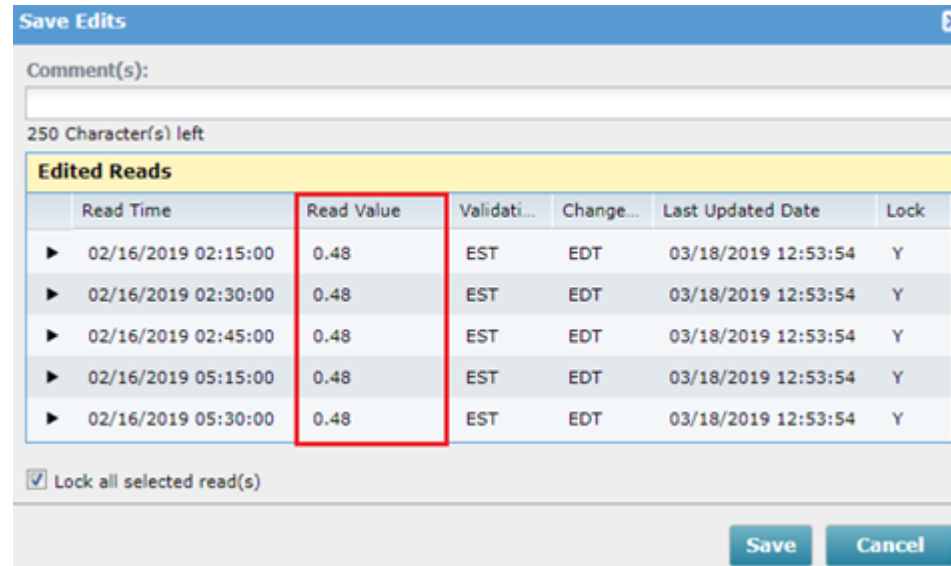 Save Edits
Comment(s):
250 Character(s) left
Edited Reads
Read Time Read Value Validati... Change... Last Updated Date Lock
02/16/2019 02:15:00 0.48 EST EDT 03/18/2019 12:53:54 Y
02/16/2019 02:30:00 0.48 EST EDT 03/18/2019 12:53:54 Y
02/16/2019 02:45:00 0.48 EST EDT 03/18/2019 12:53:54 Y
02/16/2019 05:15:00 0.48 EST EDT 03/18/2019 12:53:54 Y
02/16/2019 05:30:00 0.48 EST EDT 03/18/2019 12:53:54 Y
Lock all selected read(s)
Save Cancel